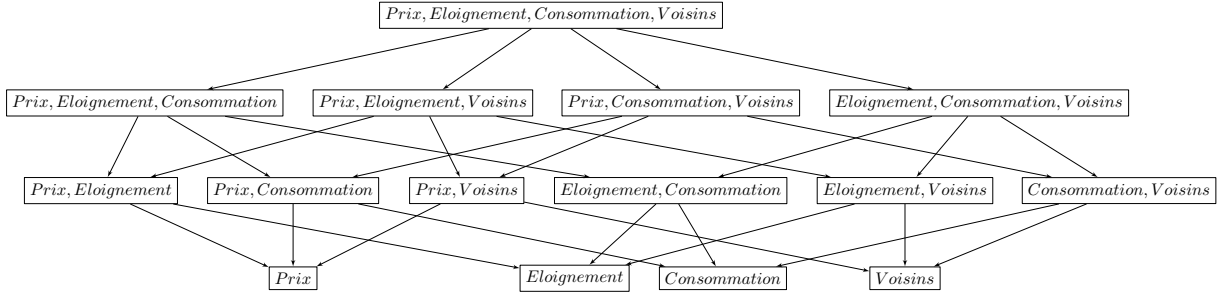 Prix, Eloignement, Consommation, Voisins
Prix, Eloignement, Consommation
Prix, Eloignement, Voisins
Prix, Consommation, Voisins
Eloignement, Consommation, Voisins
Prix, Eloignement
Prix, Consommation
Prix, Voisins
Eloignement, Consommation
Eloignement, Voisins
Consommation, Voisins
Prix
Eloignement
Consommation
Voisins